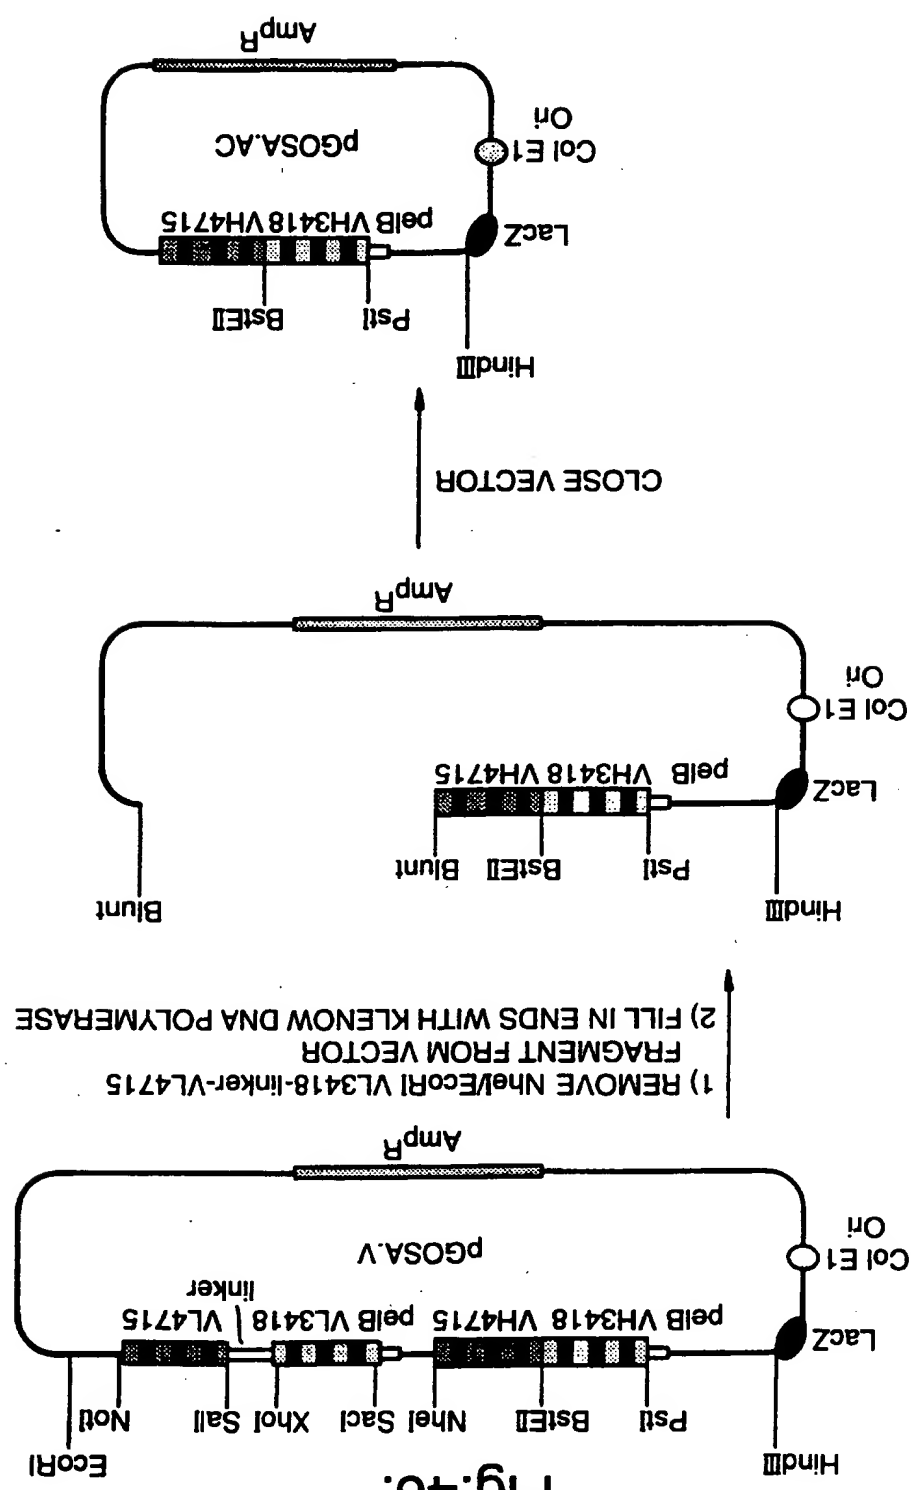 EcoRI
HindIII PstI BstEII NheI SacI XhoI SalI NotI
LacZ pelB VH3418 VH4715 pelB VL3418 linker VL4715
Col E1
Ori
pGOSA.V
AmpR
1) REMOVE NheI/EcoRI VL3418-linker-VL4715
FRAGMENT FROM VECTOR
2) FILL IN ENDS WITH KLENOW DNA POLYMERASE
HindIII PstI BstEII Blunt Blunt
LacZ pelB VH3418 VH4715
Col E1
Ori
AmpR
CLOSE VECTOR
HindIII
PstI BstEII
LacZ pelB VH3418 VH4715
Col E1
Ori
pGOSA.AC
AmpR